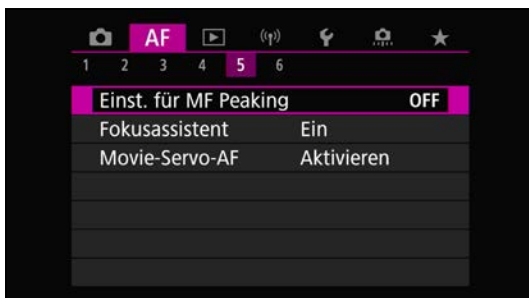 AF
1 2 3 4 5 6
Einst. für MF Peaking OFF
Fokusassistent Ein
Movie-Servo-AF Aktivieren